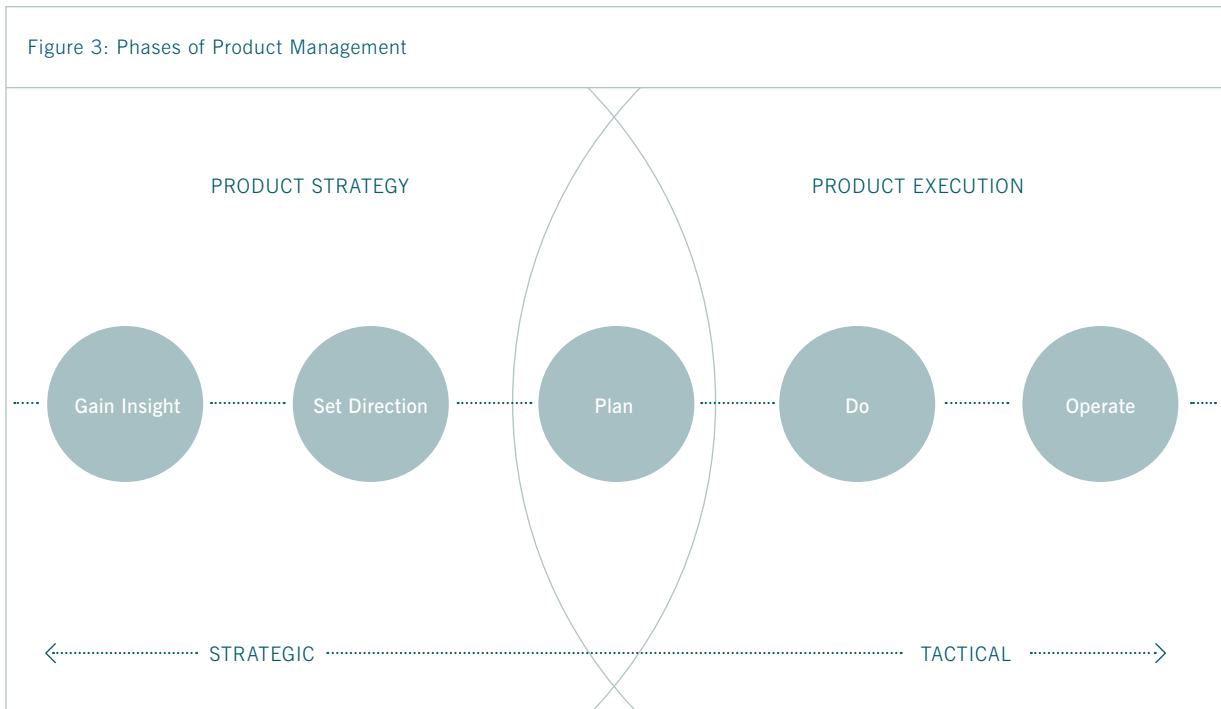 Figure 3: Phases of Product Management
PRODUCT STRATEGY
PRODUCT EXECUTION
Gain Insight
Set Direction
Plan
Do
Operate
STRATEGIC
TACTICAL